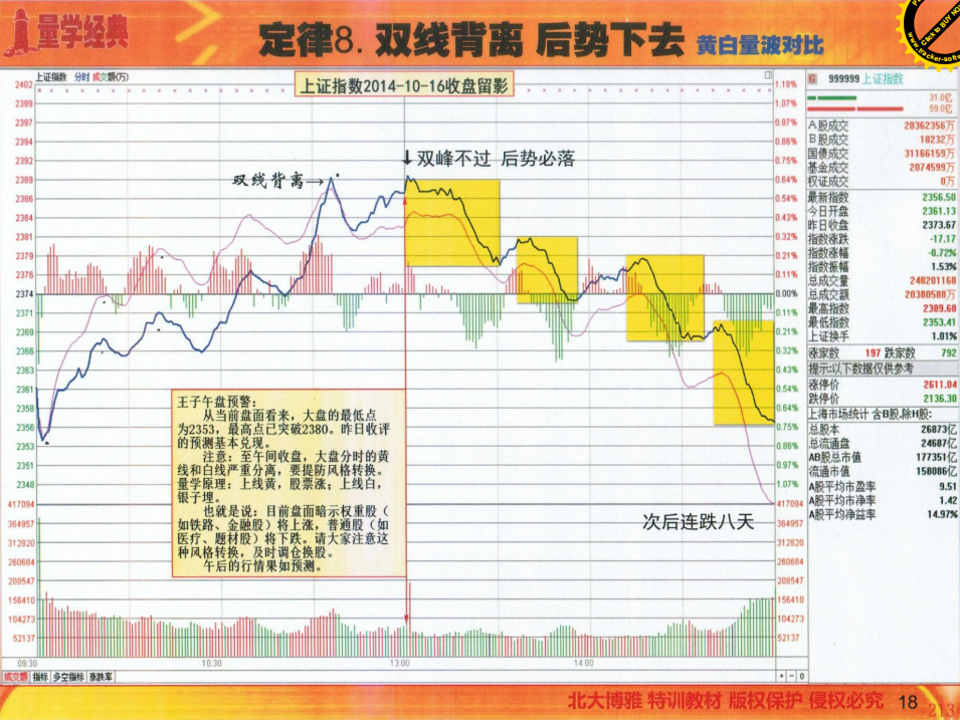 量学经典
定律8. 双线背离 后势下去 黄白量波对比
Click to BUY NOW!
www.tracker-softw
上证指数 分时 成交额(万)
上证指数2014-10-16收盘留影
2402
2399
2397
2394
2392
2389
2386
2384
2381
2379
2376
2374
2371
2369
2366
2363
2361
2358
2356
2353
2351
2348
417094
364957
312820
260684
208547
156410
104273
52137
1.18%
1.07%
0.97%
0.86%
0.75%
0.64%
0.54%
0.43%
0.32%
0.21%
0.11%
0.00%
0.11%
0.21%
0.32%
0.43%
0.54%
0.64%
0.75%
0.86%
0.97%
1.07%
417094
364957
312820
260684
208547
156410
104273
52137
↓双峰不过 后势必落
双线背离→
王子午盘预警:
从当前盘面看来，大盘的最低点
为2353，最高点已突破2380。昨日收评
的预测基本兑现。
注意：至午间收盘，大盘分时的黄
线和白线严重分离，要提防风格转换。
量学原理：上线黄，股票涨；上线白，
银子埋。
也就是说：目前盘面暗示权重股（
如铁路、金融股）将上涨，普通股（如
医疗、题材股）将下跌。请大家注意这
种风格转换，及时调仓换股。
午后的行情果如预测。
次后连跌八天
09:30 10:30 13:00 14:00
成交额 指标 多空指标 涨跌率
+ - 0
G 999999 上证指数
31.0亿
59.0亿
A股成交 20362356万
B股成交 18232万
国债成交 31166159万
基金成交 2074599万
权证成交 0万
最新指数 2356.50
今日开盘 2361.13
昨日收盘 2373.67
指数涨跌 -17.17
指数涨幅 -0.72%
指数振幅 1.53%
总成交量 248201160
总成交额 20380588万
最高指数 2389.68
最低指数 2353.41
上证换手 1.01%
涨家数 197 跌家数 792
提示:以下数据仅供参考
涨停价 2611.04
跌停价 2136.30
上海市场统计 含B股,除H股:
总股本 26873亿
总流通盘 24687亿
AB股总市值 177351亿
流通市值 158086亿
A股平均市盈率 9.51
A股平均市净率 1.42
A股平均净益率 14.97%
北大博雅 特训教材 版权保护 侵权必究 18
-213